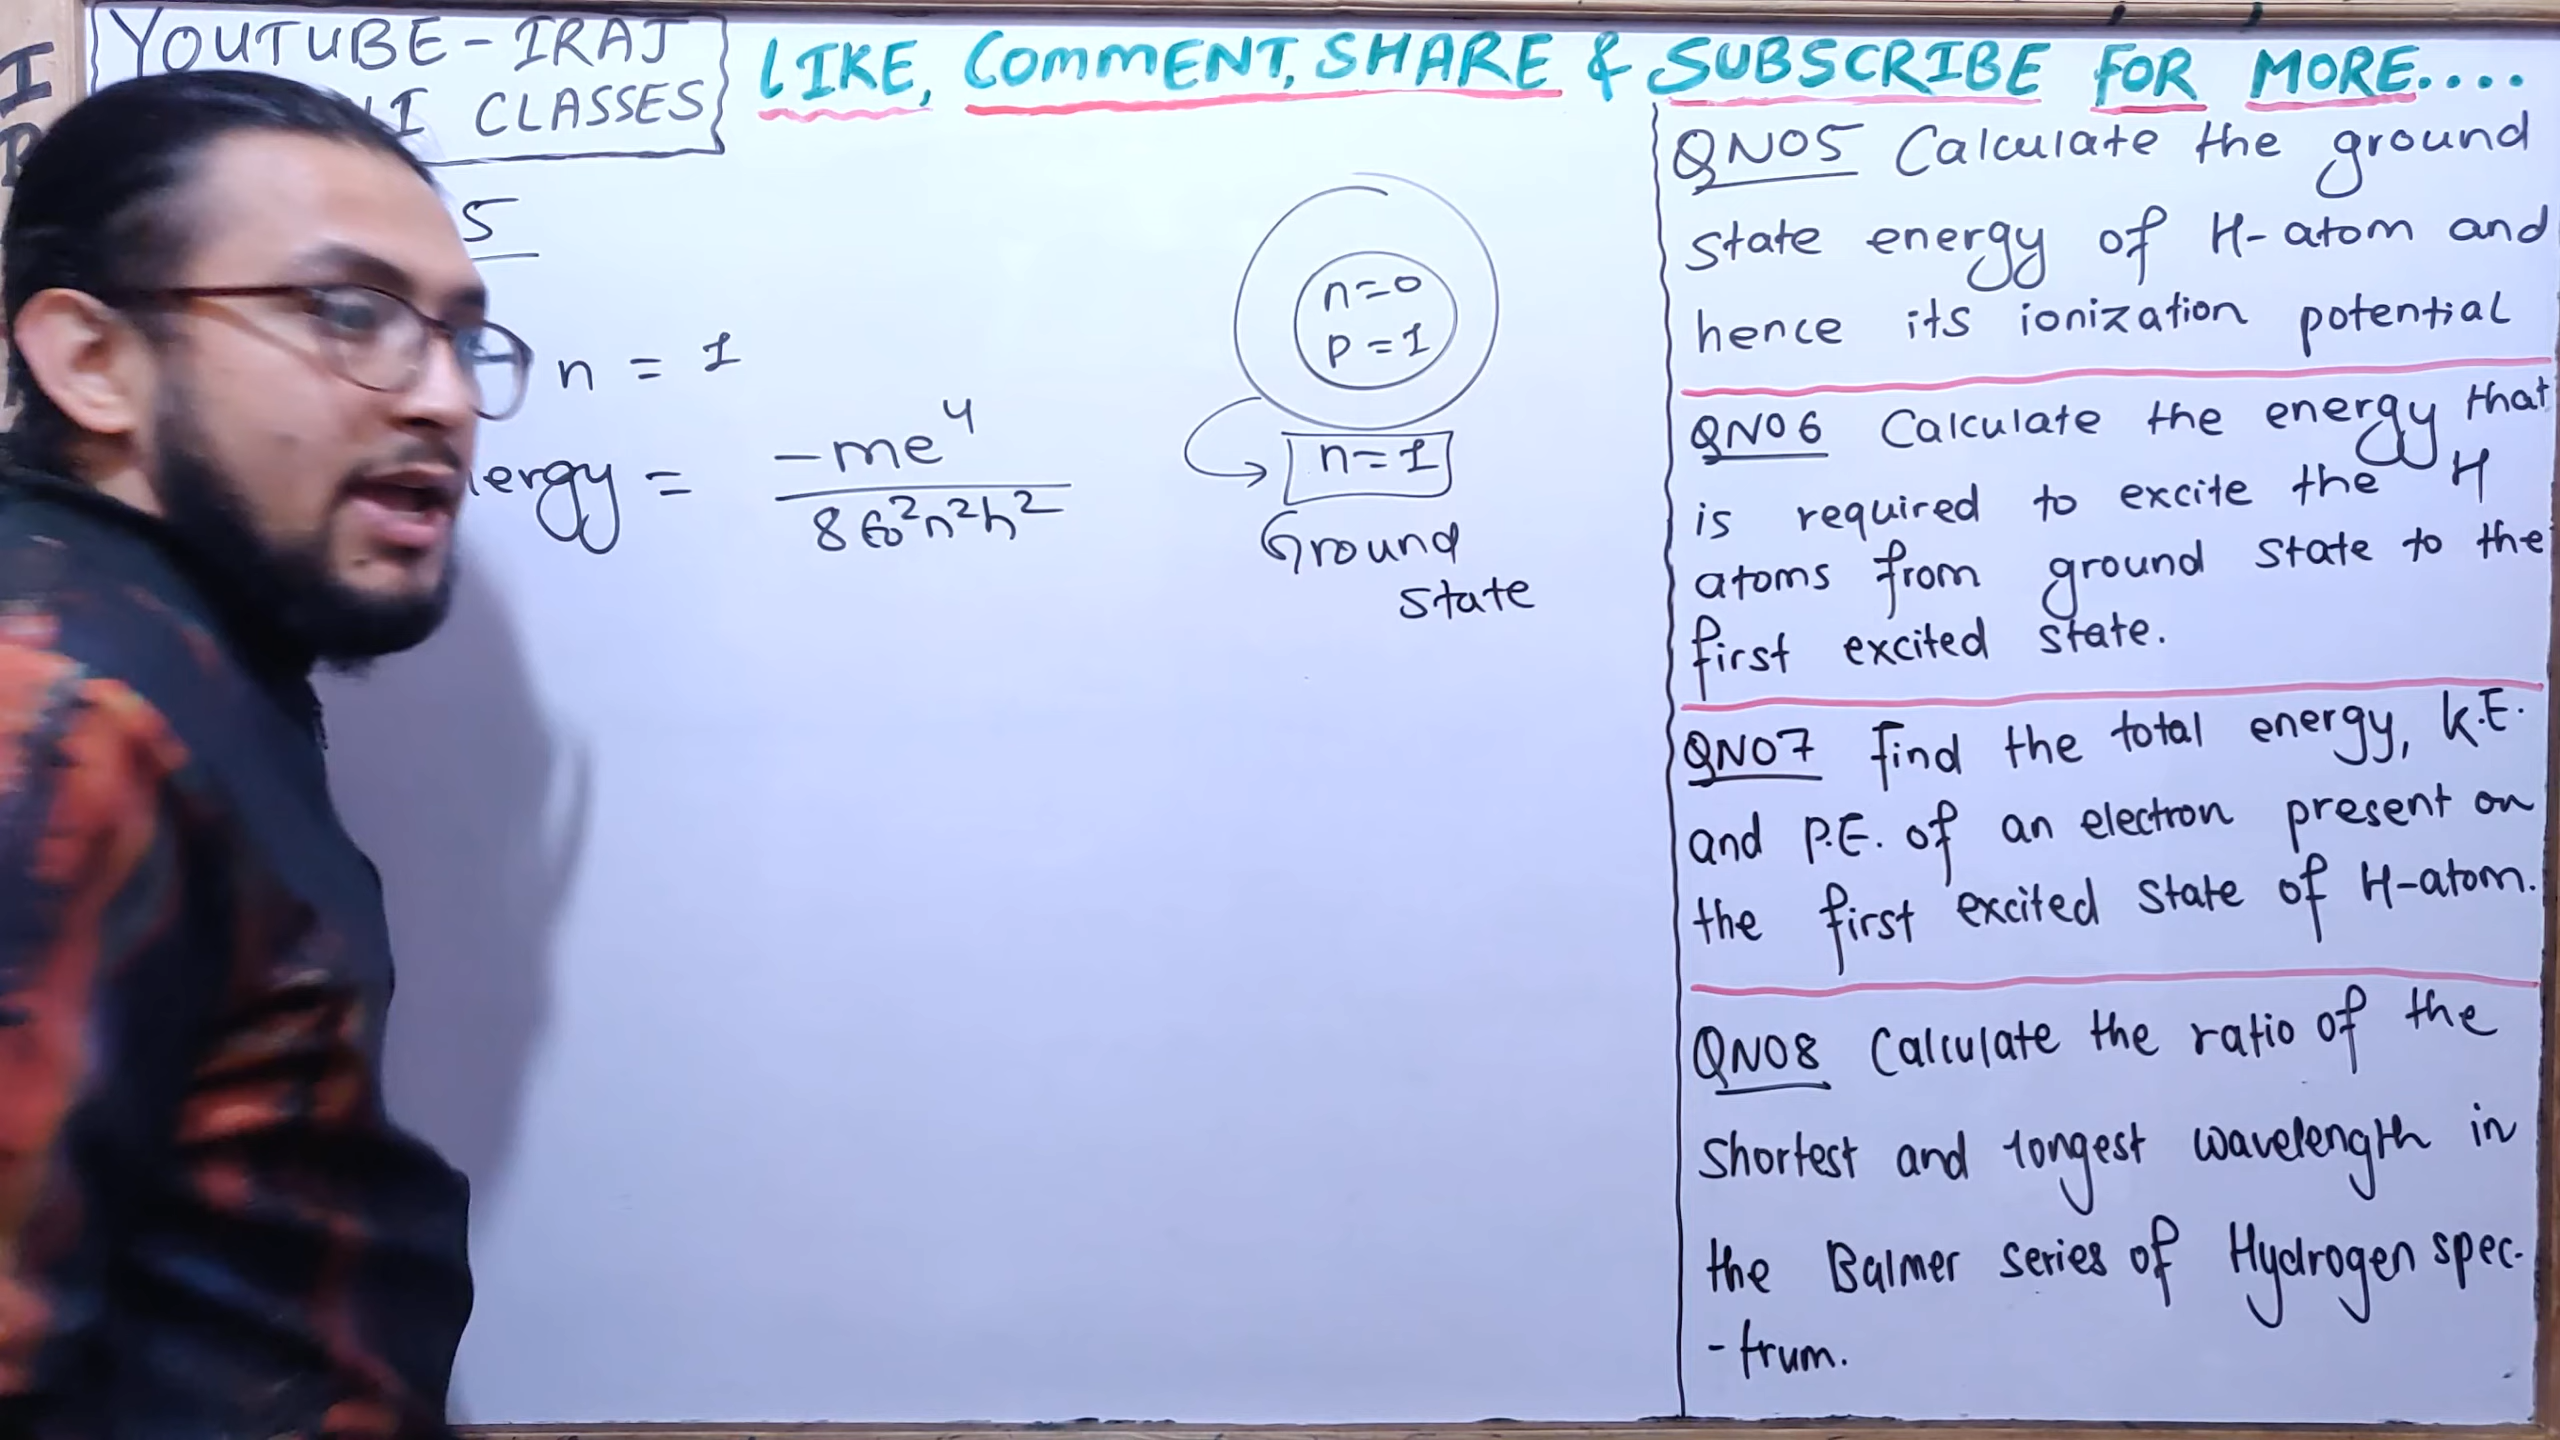 YOUTUBE-IRAJ
CLASSES
LIKE, COMMENT, SHARE & SUBSCRIBE FOR MORE....
5
n = 1
ergy = -me⁴
8ϵ₀²n²h²
n=0
p=1
n=1
Ground
state
QNO5 Calculate the ground
state energy of H-atom and
hence its ionization potential
QNO6 Calculate the energy that
is required to excite the H
atoms from ground state to the
first excited state.
QNO7 Find the total energy, K.E.
and P.E. of an electron present on
the first excited state of H-atom.
QNO8 Calculate the ratio of the
shortest and longest wavelength in
the Balmer series of Hydrogen spec-
-trum.